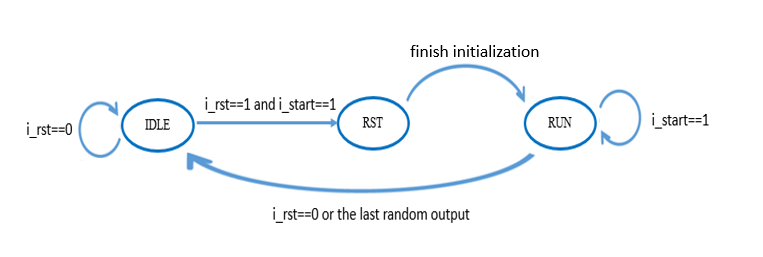 finish initialization
i_rst==1 and i_start==1
i_rst==0
IDLE
RST
RUN
i_start==1
i_rst==0 or the last random output